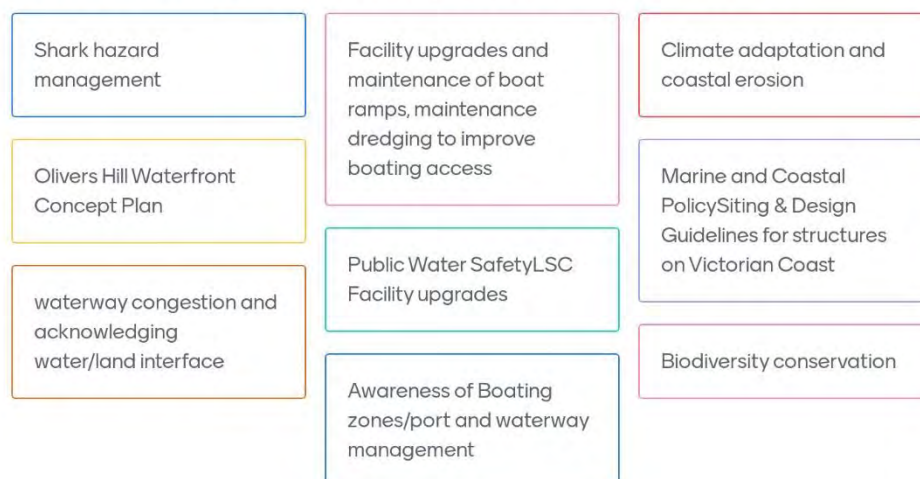 Shark hazard
management
Olivers Hill Waterfront
Concept Plan
waterway congestion and
acknowledging
water/land interface
Facility upgrades and
maintenance of boat
ramps, maintenance
dredging to improve
boating access
Public Water SafetyLSC
Facility upgrades
Awareness of Boating
zones/port and waterway
management
Climate adaptation and
coastal erosion
Marine and Coastal
PolicySiting & Design
Guidelines for structures
on Victorian Coast
Biodiversity conservation